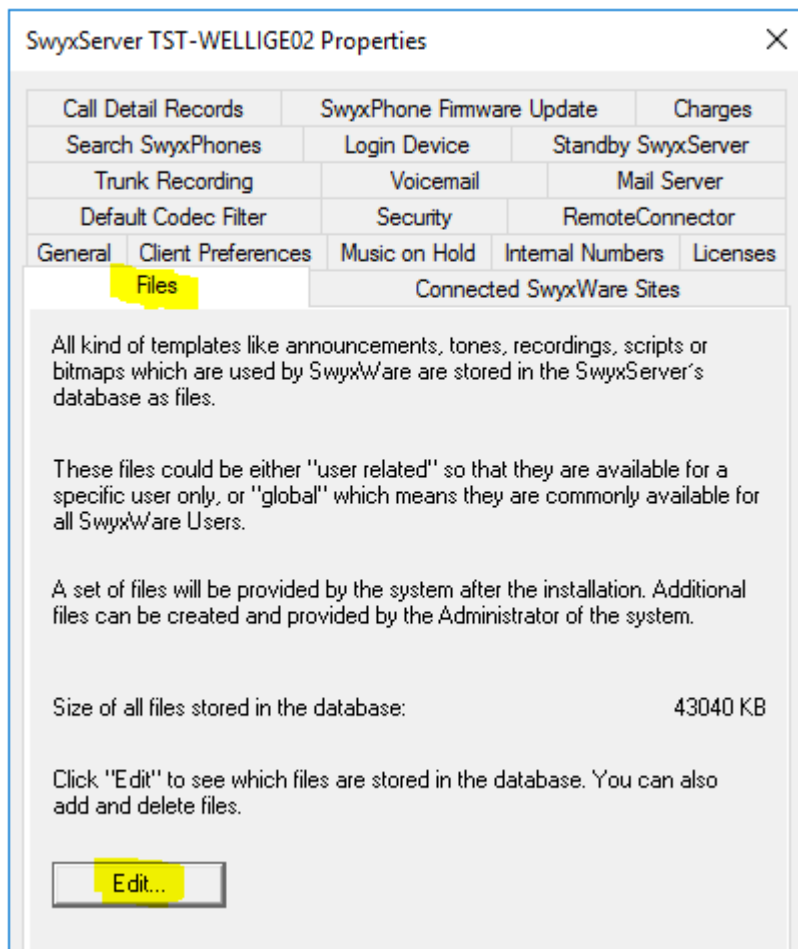 SwyxServer TST-WELLIGE02 Properties
Call Detail Records SwyxPhone Firmware Update Charges
Search SwyxPhones Login Device Standby SwyxServer
Trunk Recording Voicemail Mail Server
Default Codec Filter Security RemoteConnector
General Client Preferences Music on Hold Internal Numbers Licenses
Files Connected SwyxWare Sites
All kind of templates like announcements, tones, recordings, scripts or
bitmaps which are used by SwyxWare are stored in the SwyxServer´s
database as files.
These files could be either "user related" so that they are available for a
specific user only, or "global" which means they are commonly available for
all SwyxWare Users.
A set of files will be provided by the system after the installation. Additional
files can be created and provided by the Administrator of the system.
Size of all files stored in the database: 43040 KB
Click "Edit" to see which files are stored in the database. You can also
add and delete files.
Edit...